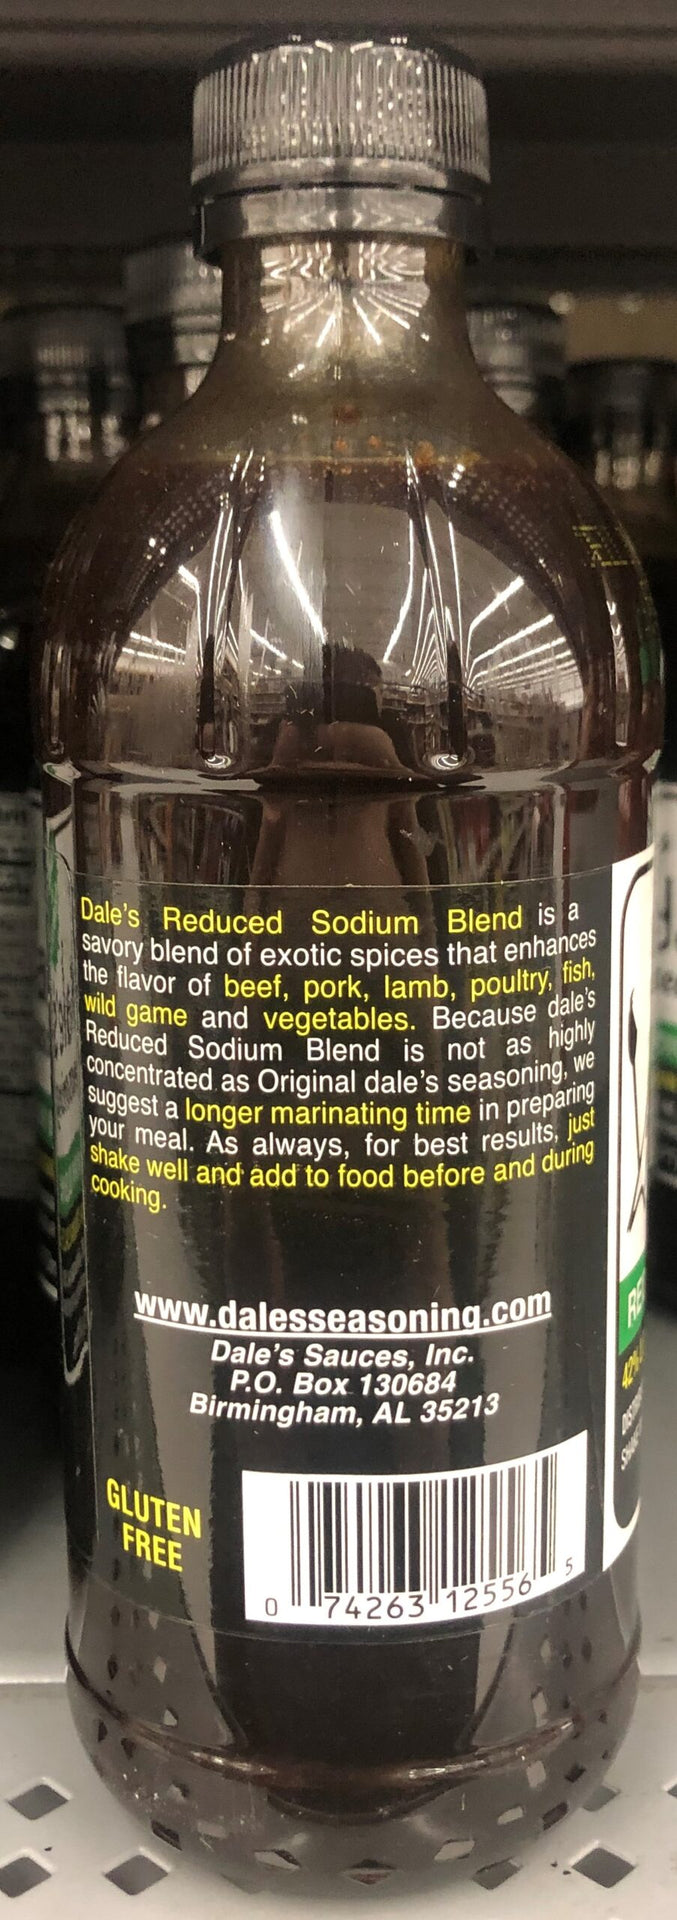 Dale's Reduced Sodium Blend is a
savory blend of exotic spices that enhances
the flavor of beef, pork, lamb, poultry, fish,
wild game and vegetables. Because dale's
Reduced Sodium Blend is not as highly
concentrated as Original dale's seasoning, we
suggest a longer marinating time in preparing
your meal. As always, for best results, just
shake well and add to food before and during
cooking.
www.dalesseasoning.com
Dale's Sauces, Inc.
P.O. Box 130684
Birmingham, AL 35213
GLUTEN
FREE
0 74263 12556 5
42%